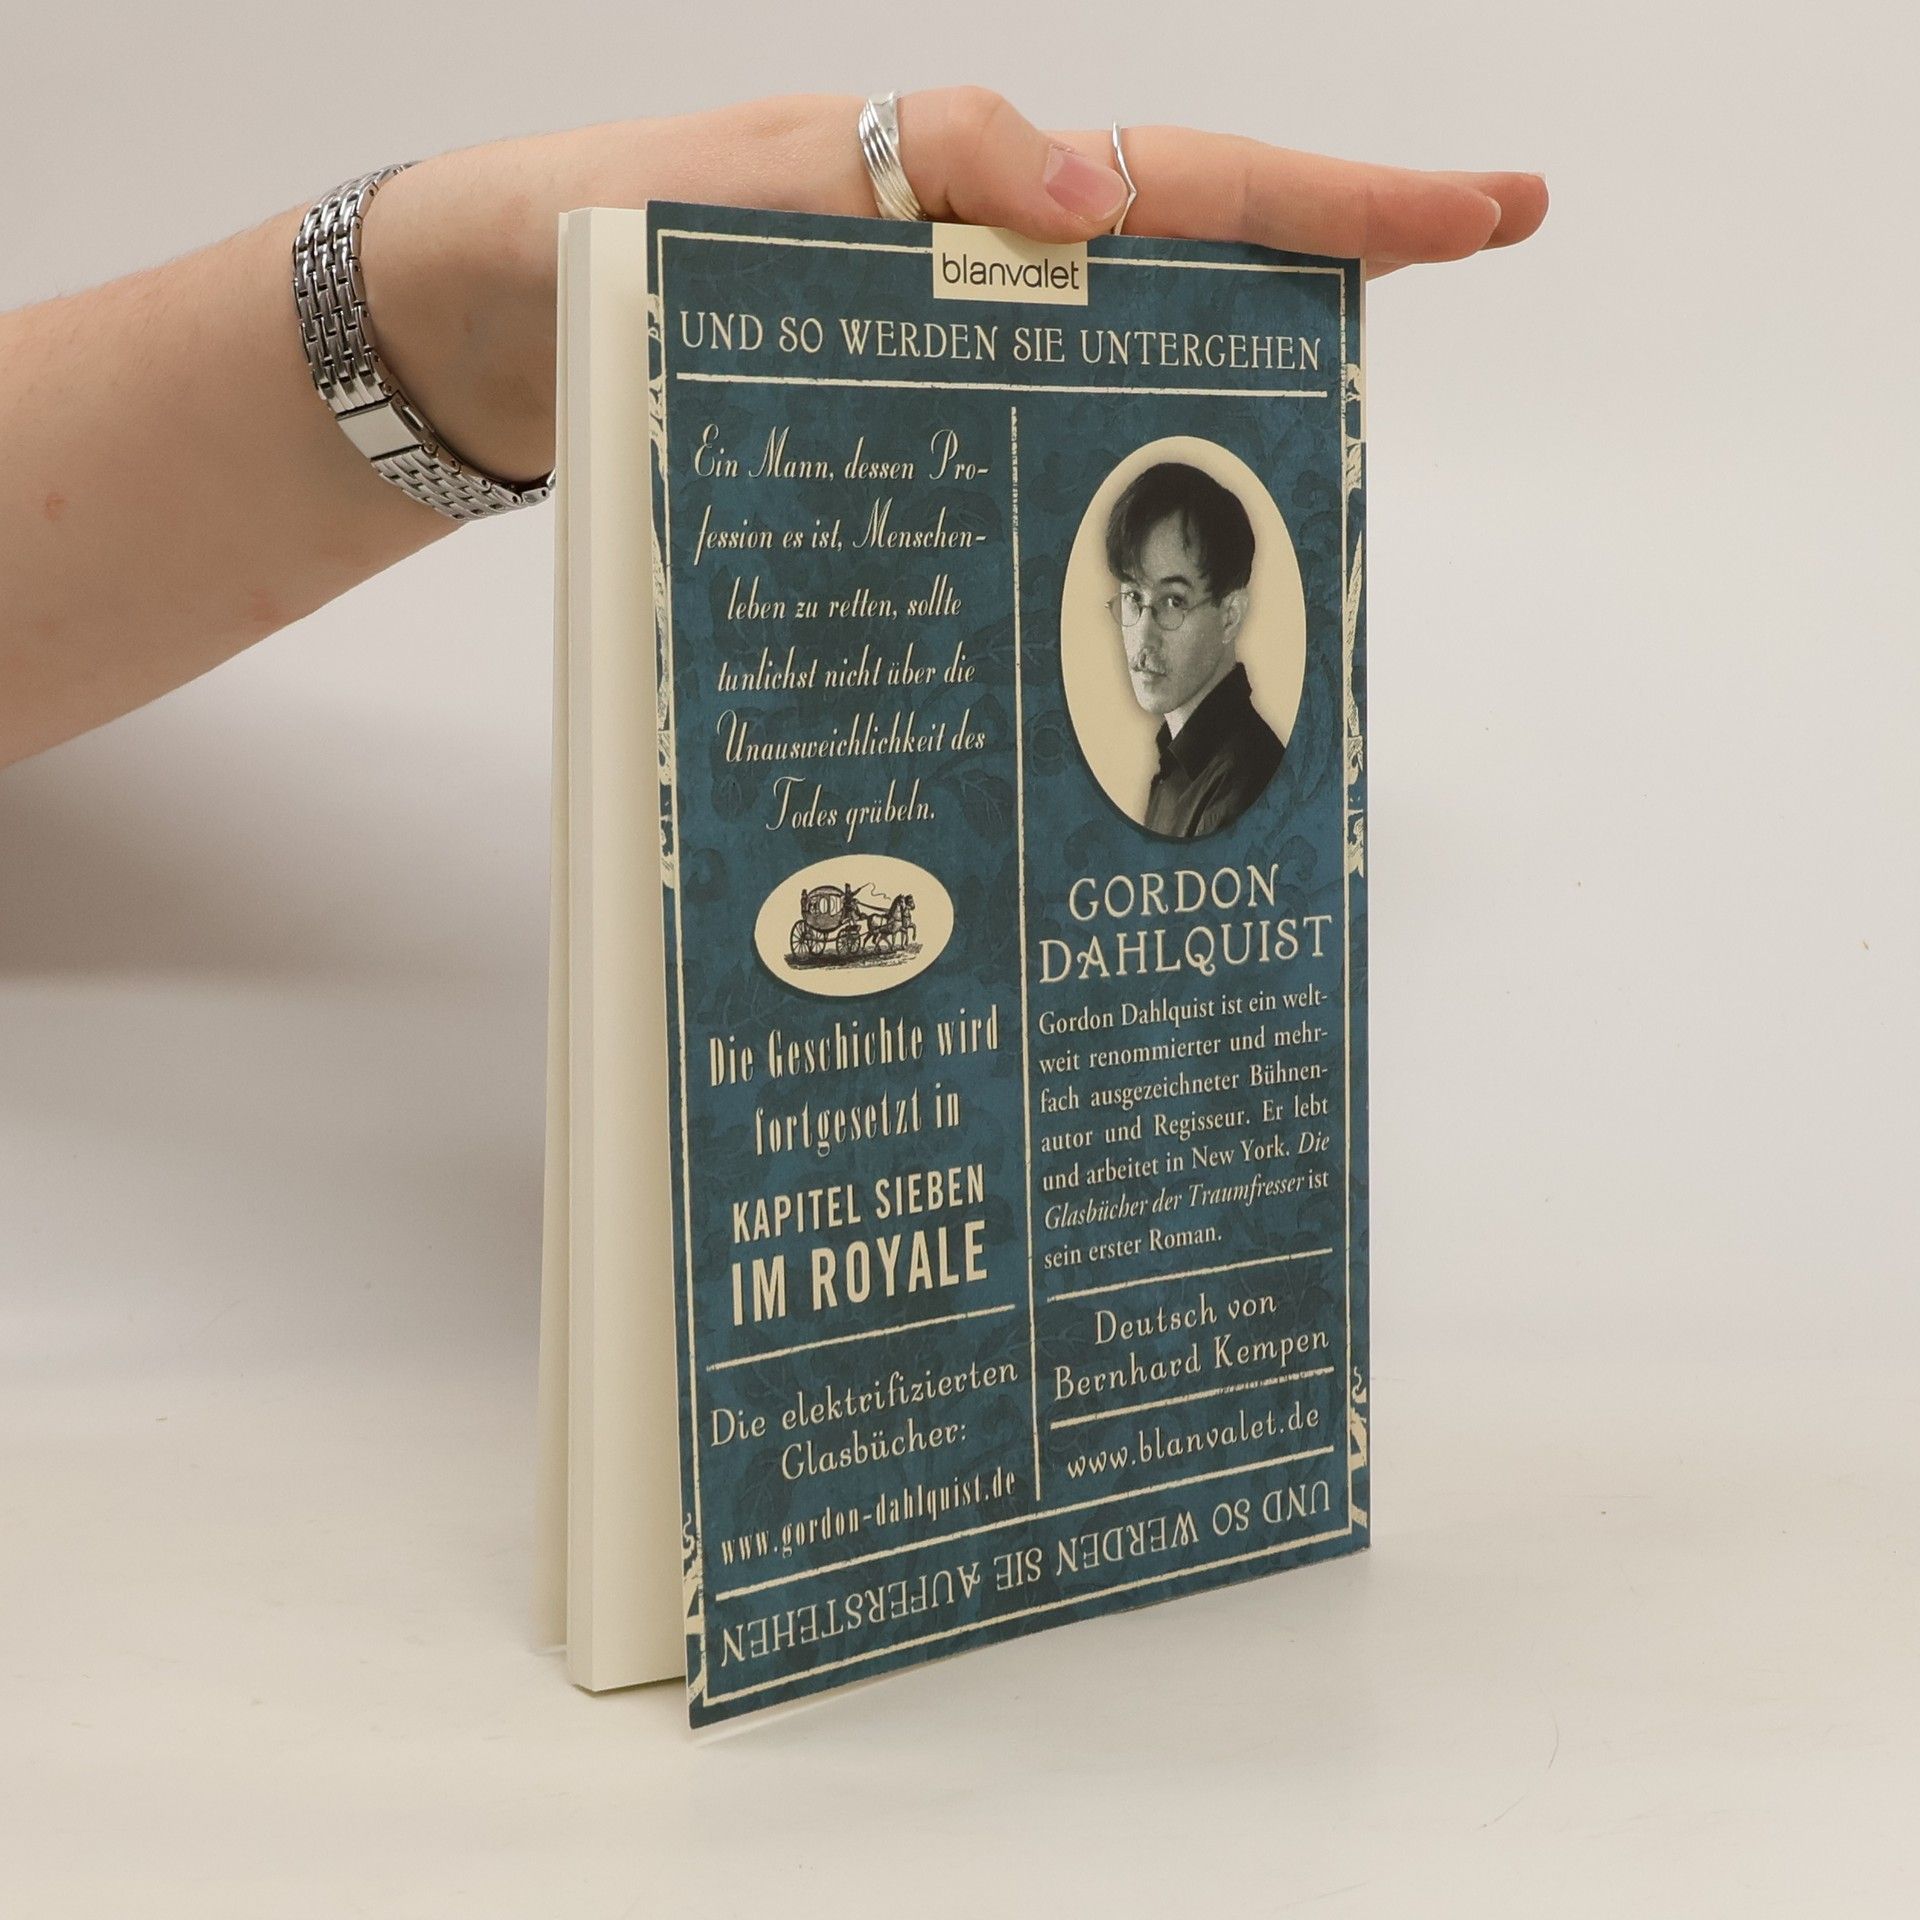 blanvalet
UND SO WERDEN SIE UNTERGEHEN
Ein Mann, dessen Pro-
fession es ist, Menschen-
leben zu retten, sollte
tunlichst nicht über die
Unausweichlichkeit des
Todes grübeln.
Die Geschichte wird
fortgesetzt in
KAPITEL SIEBEN
IM ROYALE
Die elektrifizierten
Glasbücher:
www.gordon-dahlquist.de
GORDON
DAHLQUIST
Gordon Dahlquist ist ein welt-
weit renommierter und mehr-
fach ausgezeichneter Bühnen-
autor und Regisseur. Er lebt
und arbeitet in New York. Die
Glasbücher der Traumfresser ist
sein erster Roman.
Deutsch von
Bernhard Kempen
www.blanvalet.de
UND SO WERDEN SIE AUFERSTEHEN